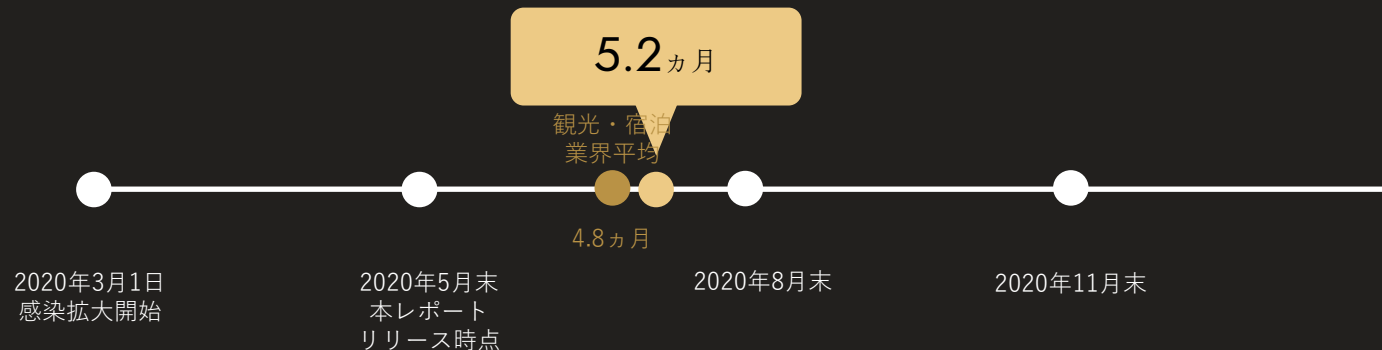 5.2ヵ月
観光・宿泊
業界平均
4.8ヵ月
2020年3月1日
感染拡大開始
2020年5月末
本レポート
リリース時点
2020年8月末
2020年11月末